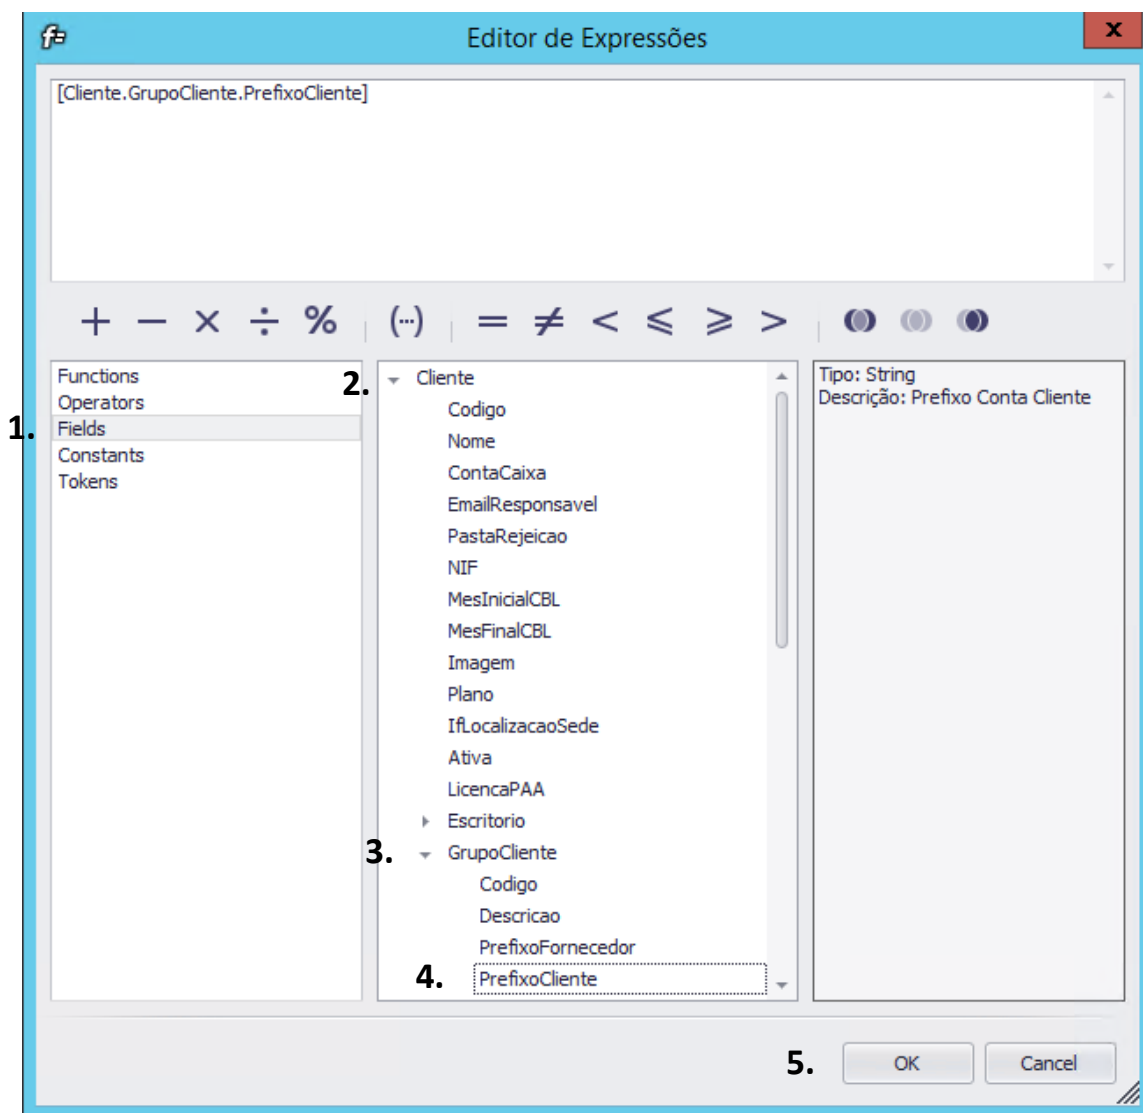 Editor de Expressões
x
[Cliente.GrupoCliente.PrefixoCliente]
+ − × ÷ % (···) = ≠ < ⩽ ⩾ >
Functions
Operators
1. Fields
Constants
Tokens
2. Cliente
Codigo
Nome
ContaCaixa
EmailResponsavel
PastaRejeicao
NIF
MesInicialCBL
MesFinalCBL
Imagem
Plano
IfLocalizacaoSede
Ativa
LicencaPAA
Escritorio
3. GrupoCliente
Codigo
Descricao
PrefixoFornecedor
4. PrefixoCliente
Tipo: String
Descrição: Prefixo Conta Cliente
5. OK Cancel